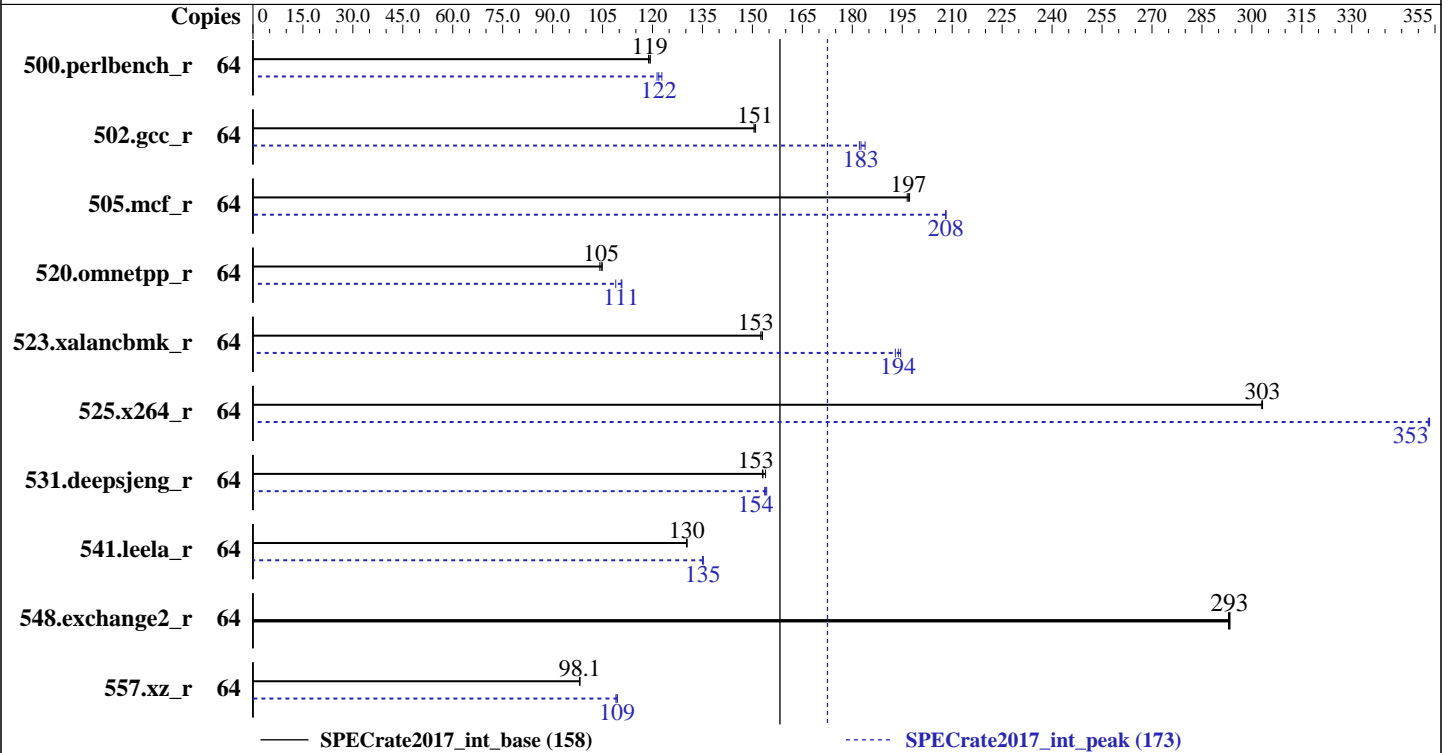 Copies 0 15.0 30.0 45.0 60.0 75.0 90.0 105 120 135 150 165 180 195 210 225 240 255 270 285 300 315 330 355
119
500.perlbench_r 64
122
151
502.gcc_r 64
183
197
505.mcf_r 64
208
105
520.omnetpp_r 64
111
153
523.xalancbmk_r 64
194
303
525.x264_r 64
353
153
531.deepsjeng_r 64
154
130
541.leela_r 64
135
293
548.exchange2_r 64
98.1
557.xz_r 64
109
SPECrate2017_int_base (158) SPECrate2017_int_peak (173)